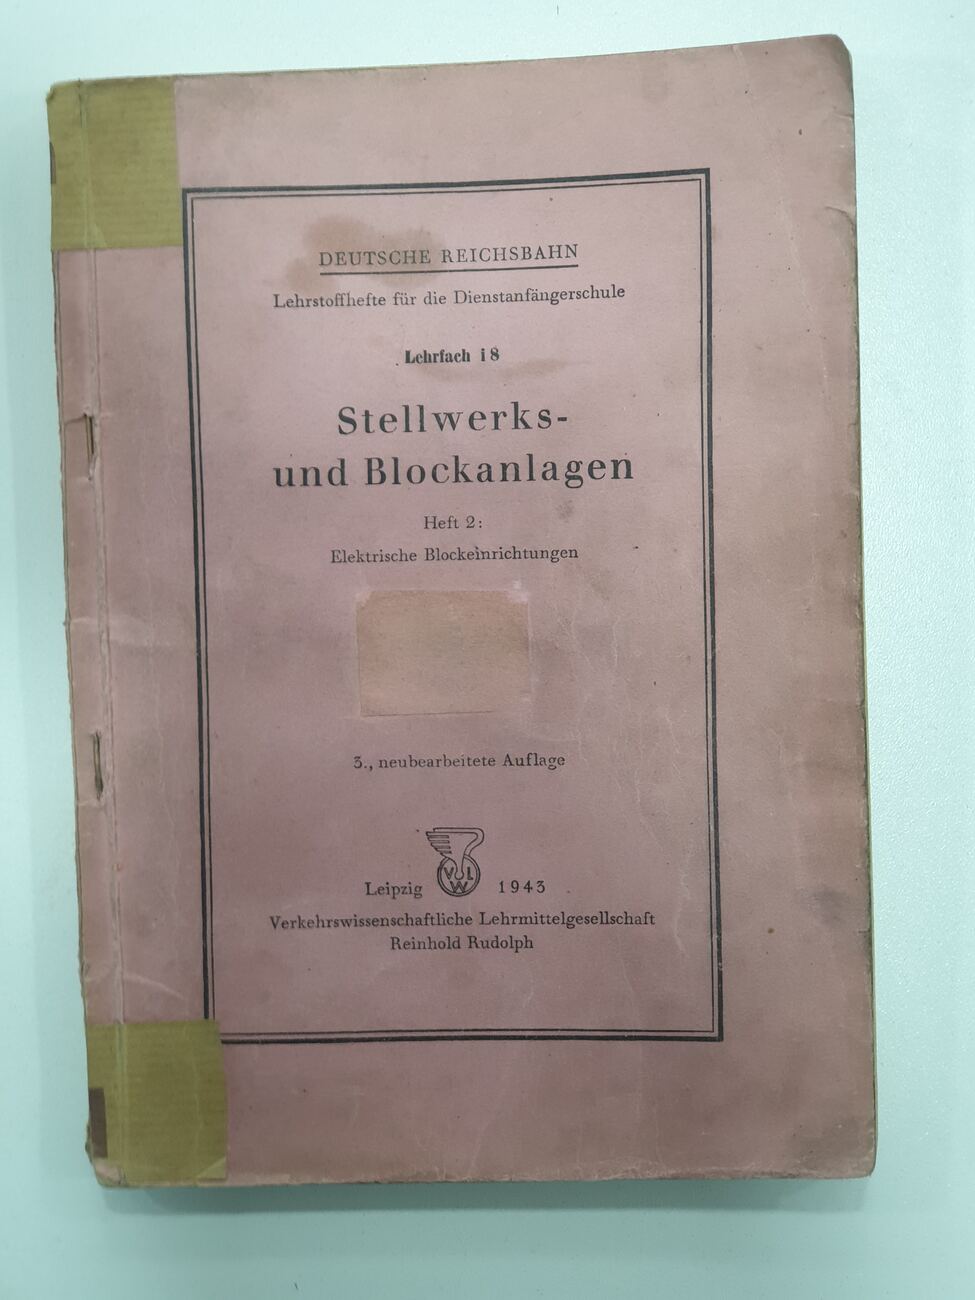 DEUTSCHE REICHSBAHN
Lehrstoffhefte für die Dienstanfängerschule
Lehrfach i 8
Stellwerks-
und Blockanlagen
Heft 2:
Elektrische Blockeinrichtungen
3., neubearbeitete Auflage
VLW
Leipzig 1943
Verkehrswissenschaftliche Lehrmittelgesellschaft
Reinhold Rudolph